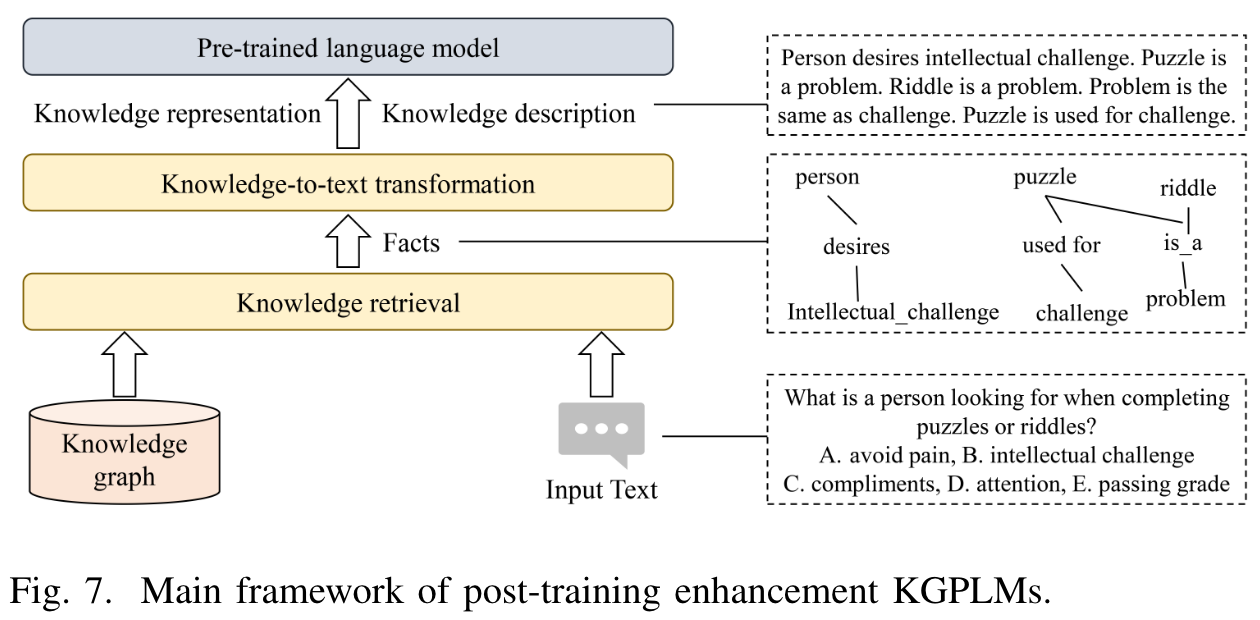 Pre-trained language model
Knowledge representation
Knowledge description
Knowledge-to-text transformation
Facts
Knowledge retrieval
Knowledge
graph
Input Text
Person desires intellectual challenge. Puzzle is
a problem. Riddle is a problem. Problem is the
same as challenge. Puzzle is used for challenge.
person
puzzle
riddle
desires
used for
is_a
Intellectual_challenge
challenge
problem
What is a person looking for when completing
puzzles or riddles?
A. avoid pain, B. intellectual challenge
C. compliments, D. attention, E. passing grade
Fig. 7. Main framework of post-training enhancement KGPLMs.